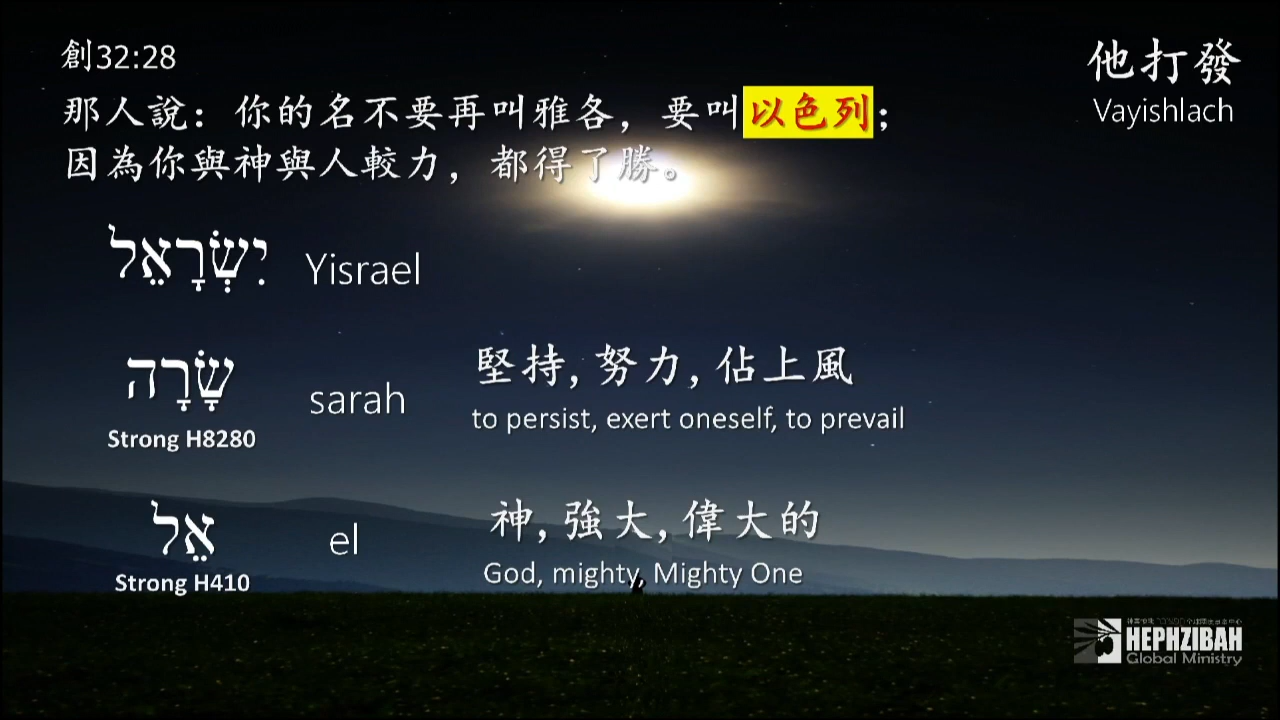 創32:28
他打發
Vayishlach
那人說：你的名不要再叫雅各，要叫以色列；
因為你與神與人較力，都得了勝。
יִשְׂרָאֵל Yisrael
שָׂרָה sarah 堅持, 努力, 佔上風
Strong H8280 to persist, exert oneself, to prevail
אֵל el 神, 強大, 偉大的
Strong H410 God, mighty, Mighty One
HEPHZIBAH
Global Ministry